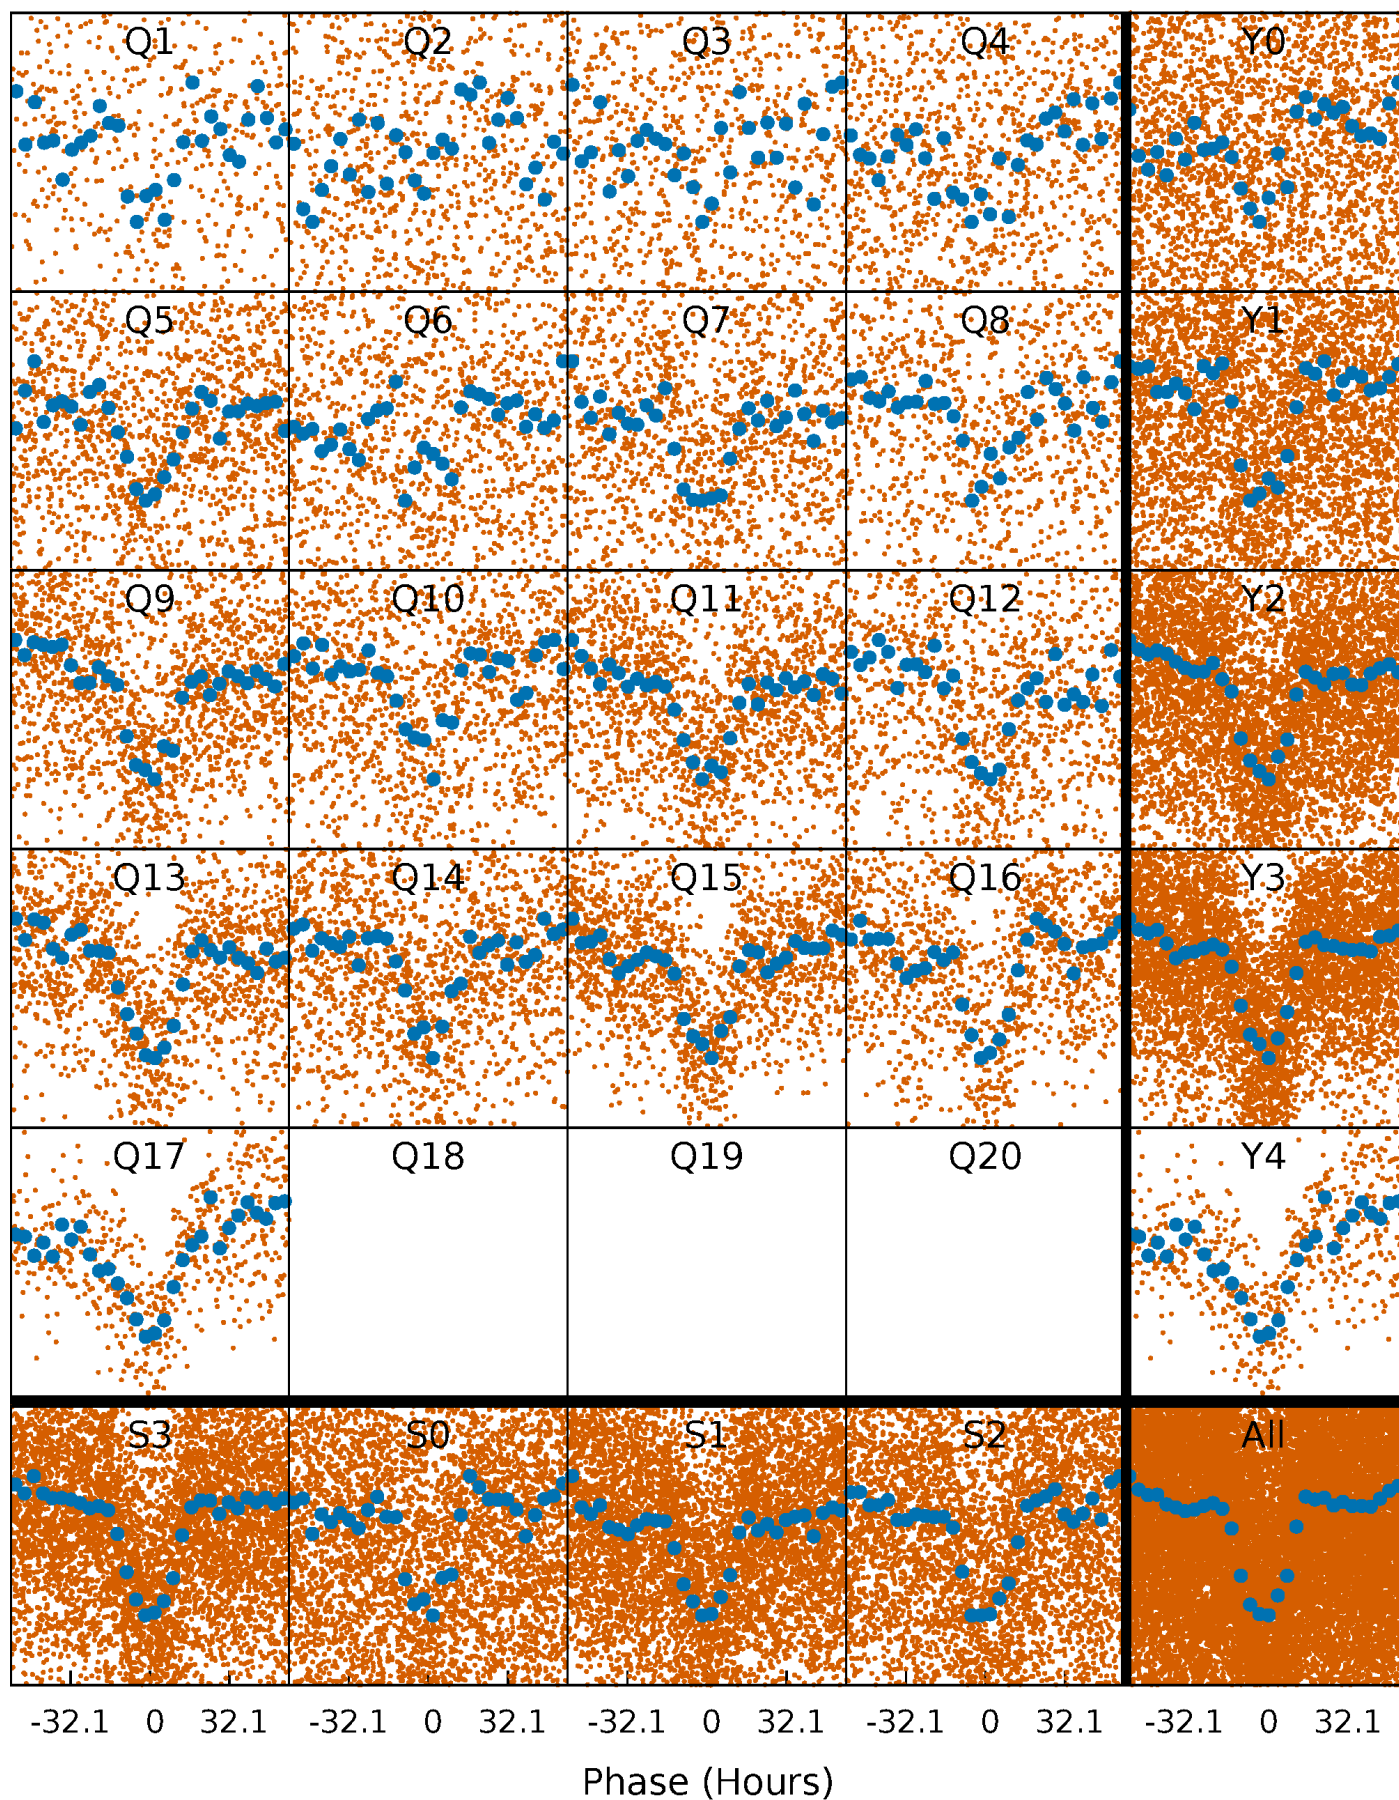 Q1 Q2 Q3 Q4 Y0
Q5 Q6 Q7 Q8 Y1
Q9 Q10 Q11 Q12 Y2
Q13 Q14 Q15 Q16 Y3
Q17 Q18 Q19 Q20 Y4
S3 S0 S1 S2 All
-32.1 0 32.1 -32.1 0 32.1 -32.1 0 32.1 -32.1 0 32.1 -32.1 0 32.1
Phase (Hours)